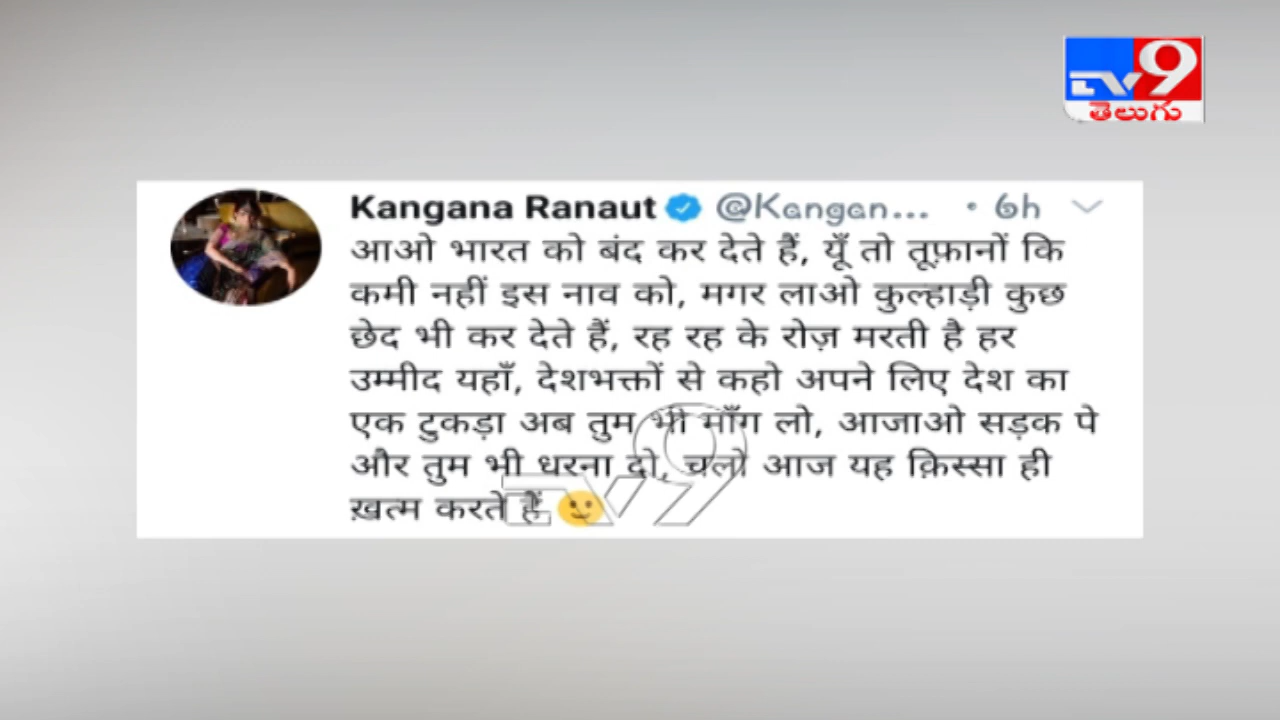 TV9
తెలుగు
Kangana Ranaut @Kangan... • 6h
आओ भारत को बंद कर देते हैं, यूँ तो तूफ़ानों कि
कमी नहीं इस नाव को, मगर लाओ कुल्हाड़ी कुछ
छेद भी कर देते हैं, रह रह के रोज़ मरती है हर
उम्मीद यहाँ, देशभक्तों से कहो अपने लिए देश का
एक टुकड़ा अब तुम भी माँग लो, आजाओ सड़क पे
और तुम भी धरना दो, चलो आज यह क़िस्सा ही
ख़त्म करते हैं 🙂
TV9